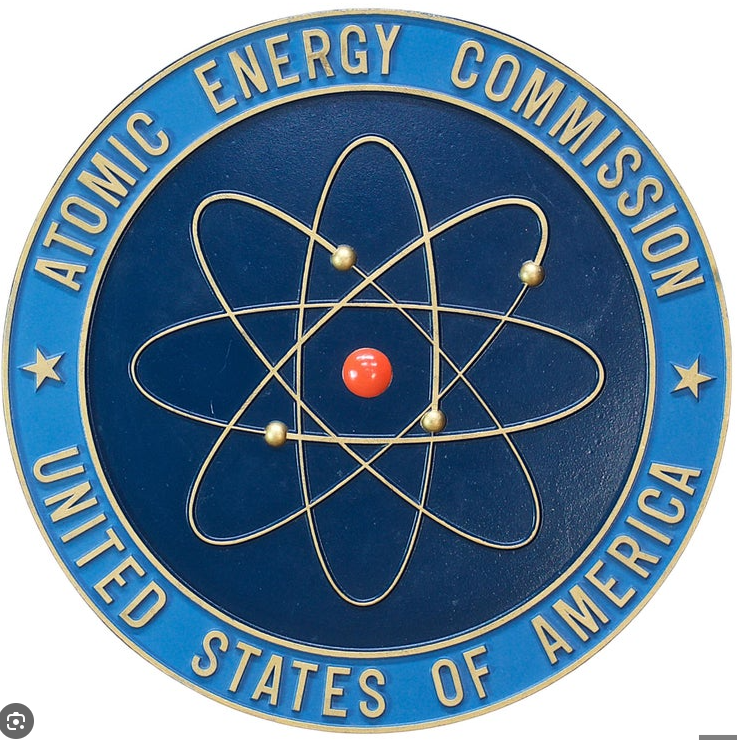 ATOMIC ENERGY COMMISSION
UNITED STATES OF AMERICA